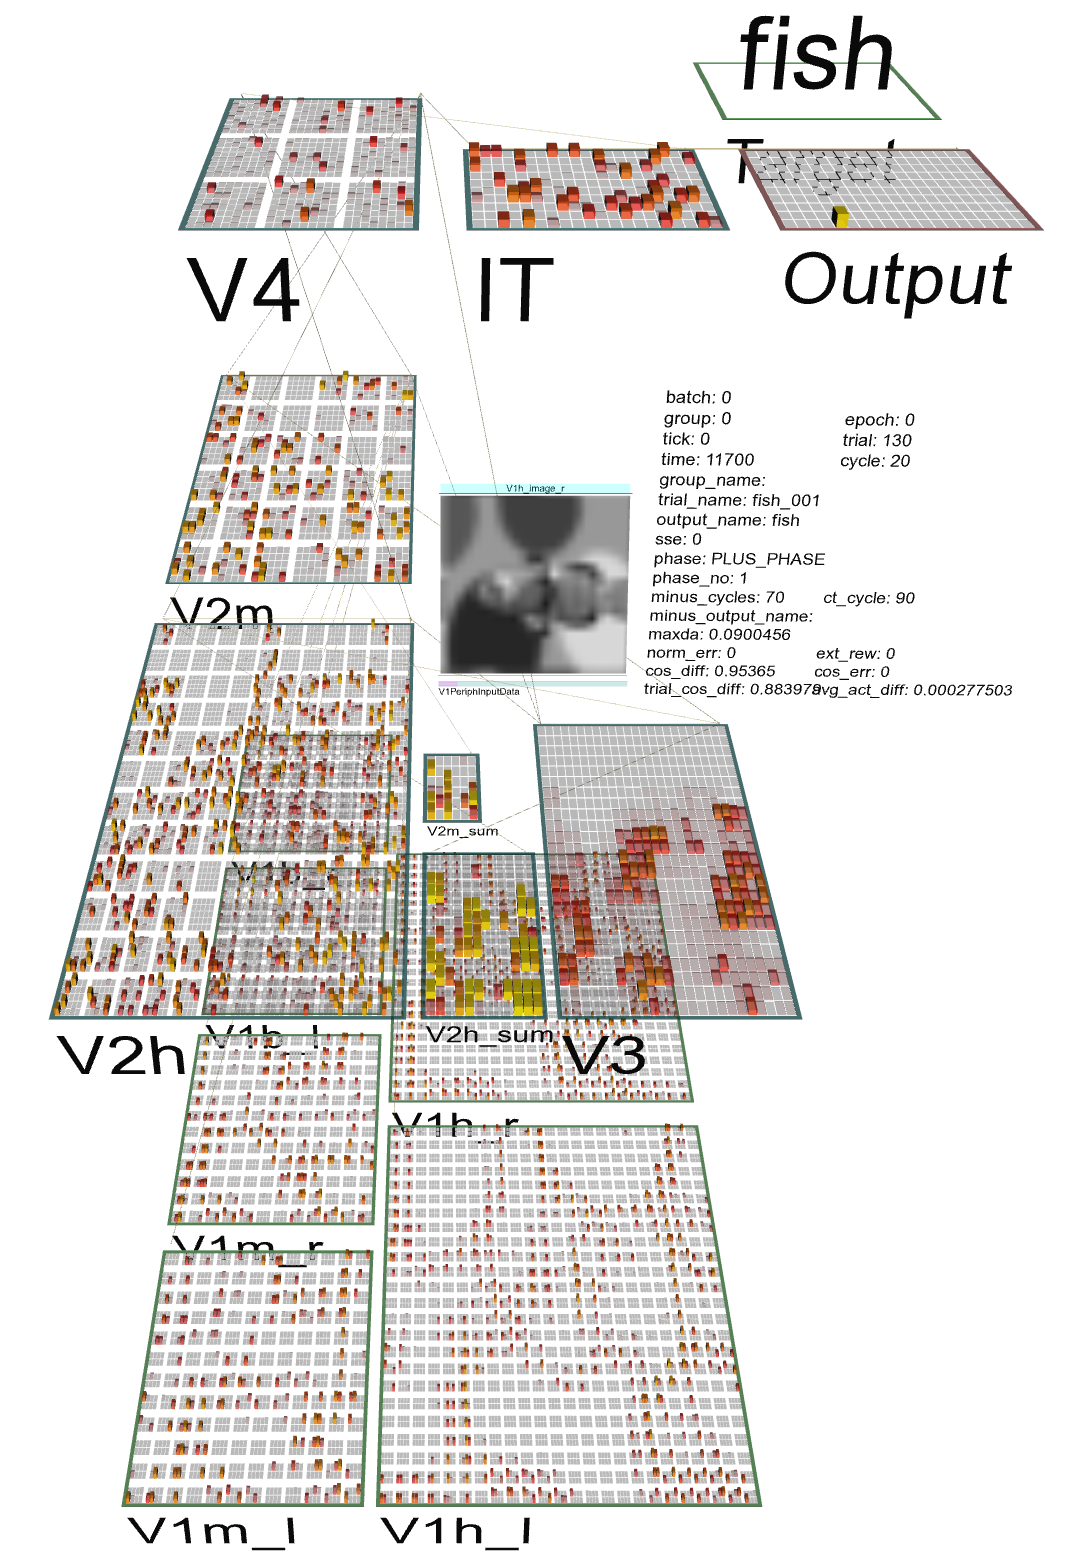 fish
Output
V4
IT
batch: 0
group: 0 epoch: 0
tick: 0 trial: 130
time: 11700 cycle: 20
group_name:
trial_name: fish_001
output_name: fish
sse: 0
phase: PLUS_PHASE
phase_no: 1
minus_cycles: 70 ct_cycle: 90
minus_output_name:
maxda: 0.0900456
norm_err: 0 ext_rew: 0
cos_diff: 0.95365 cos_err: 0
trial_cos_diff: 0.883979 avg_act_diff: 0.000277503
V1h_image_r
V1PeriphInputData
V2m
V2m_sum
V2h
V1b_l
V2h_sum
V3
V1h_r
V1m_r
V1m_l
V1h_l